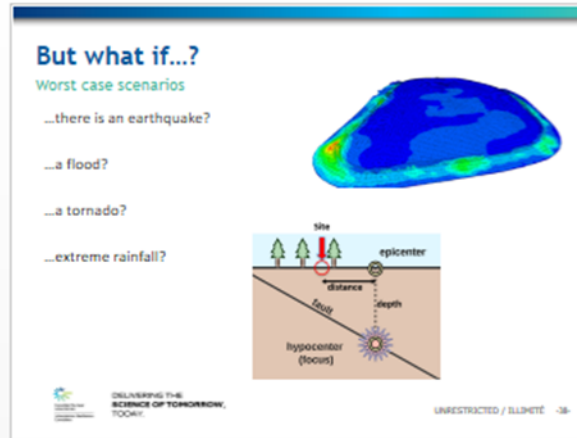 But what if...?
Worst case scenarios
...there is an earthquake?
...a flood?
...a tornado?
...extreme rainfall?
Site
epicenter
distance
fault
depth
hypocenter
(focus)
DELIVERING THE
SCIENCE OF TOMORROW,
TODAY.
UNRESTRICTED / ILLIMITÉ -38-